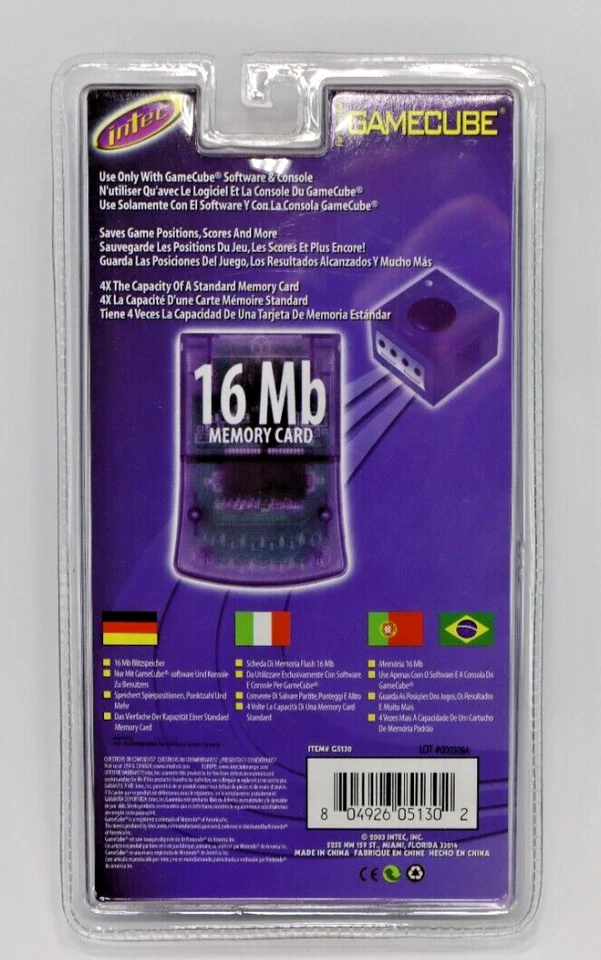 intec
for
GAMECUBE®
Use Only With GameCube® Software & Console
N'utiliser Qu'avec Le Logiciel Et La Console Du GameCube®
Use Solamente Con El Software Y Con La Consola GameCube®
Saves Game Positions, Scores And More
Sauvegarde Les Positions Du Jeu, Les Scores Et Plus Encore!
Guarda Las Posiciones Del Juego, Los Resultados Alcanzados Y Mucho Más
4X The Capacity Of A Standard Memory Card
4X La Capacité D'une Carte Mémoire Standard
Tiene 4 Veces La Capacidad De Una Tarjeta De Memoria Estándar
16 Mb
MEMORY CARD
16 Mb Blitzspeicher
Nur Mit GameCube®-software Und Konsole
Zu Benutzen
Speichert Spielpositionen, Punktzahl Und
Mehr
Das Vierfache Der Kapazität Einer Standard
Memory Card
Scheda Di Memoria Flash 16 Mb
Da Utilizzare Esclusivamente Con Software
E Console Per GameCube®
Consente Di Salvare Partite, Punteggi E Altro
4 Volte La Capacità Di Una Memory Card
Standard
Memória 16 Mb
Use Apenas Com O Software E A Consola Do
GameCube®
Guarda As Posições Dos Jogos, Os Resultados
E Muito Mais
4 Vezes Mais A Capacidade De Um Cartucho
De Memória Padrão
ITEM# G5130
LOT #000309A
8 04926 05130 2
© 2003 INTEC, INC.
5255 NW 159 ST., MIAMI, FLORIDA 33014
MADE IN CHINA FABRIQUE EN CHINE HECHO EN CHINA
CE